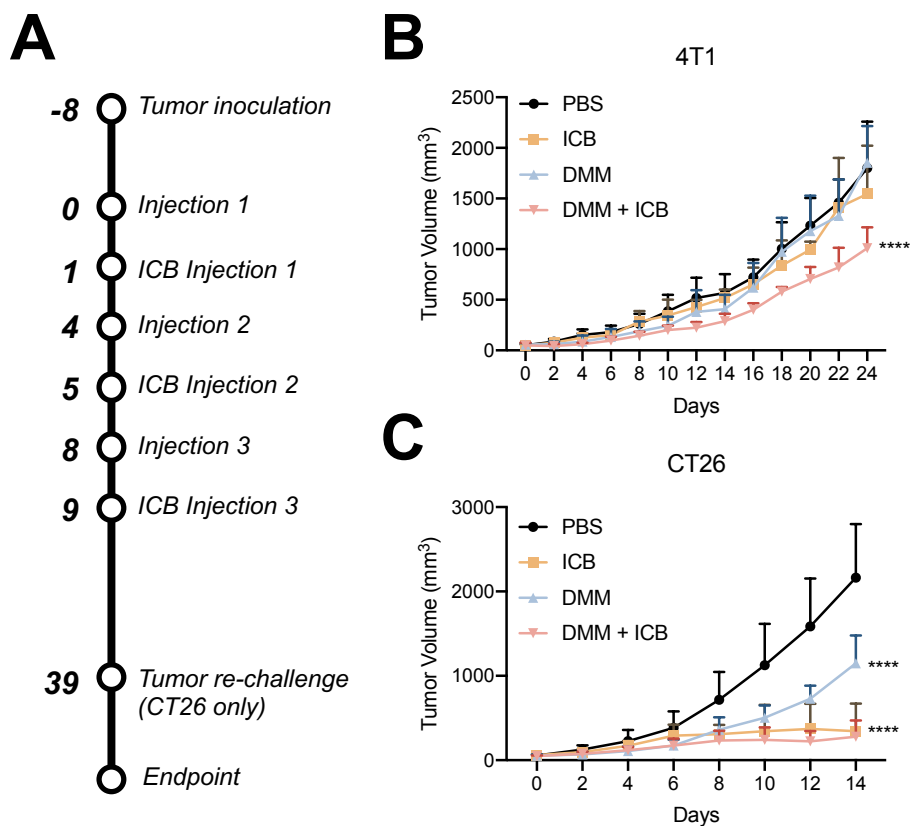 A
-8 Tumor inoculation
0 Injection 1
1 ICB Injection 1
4 Injection 2
5 ICB Injection 2
8 Injection 3
9 ICB Injection 3
39 Tumor re-challenge
(CT26 only)
Endpoint
B
4T1
Tumor Volume (mm³)
2500
2000
1500
1000
500
0
PBS
ICB
DMM
DMM + ICB
****
0 2 4 6 8 10 12 14 16 18 20 22 24
Days
C
CT26
Tumor Volume (mm³)
3000
2000
1000
0
PBS
ICB
DMM
DMM + ICB
****
****
0 2 4 6 8 10 12 14
Days